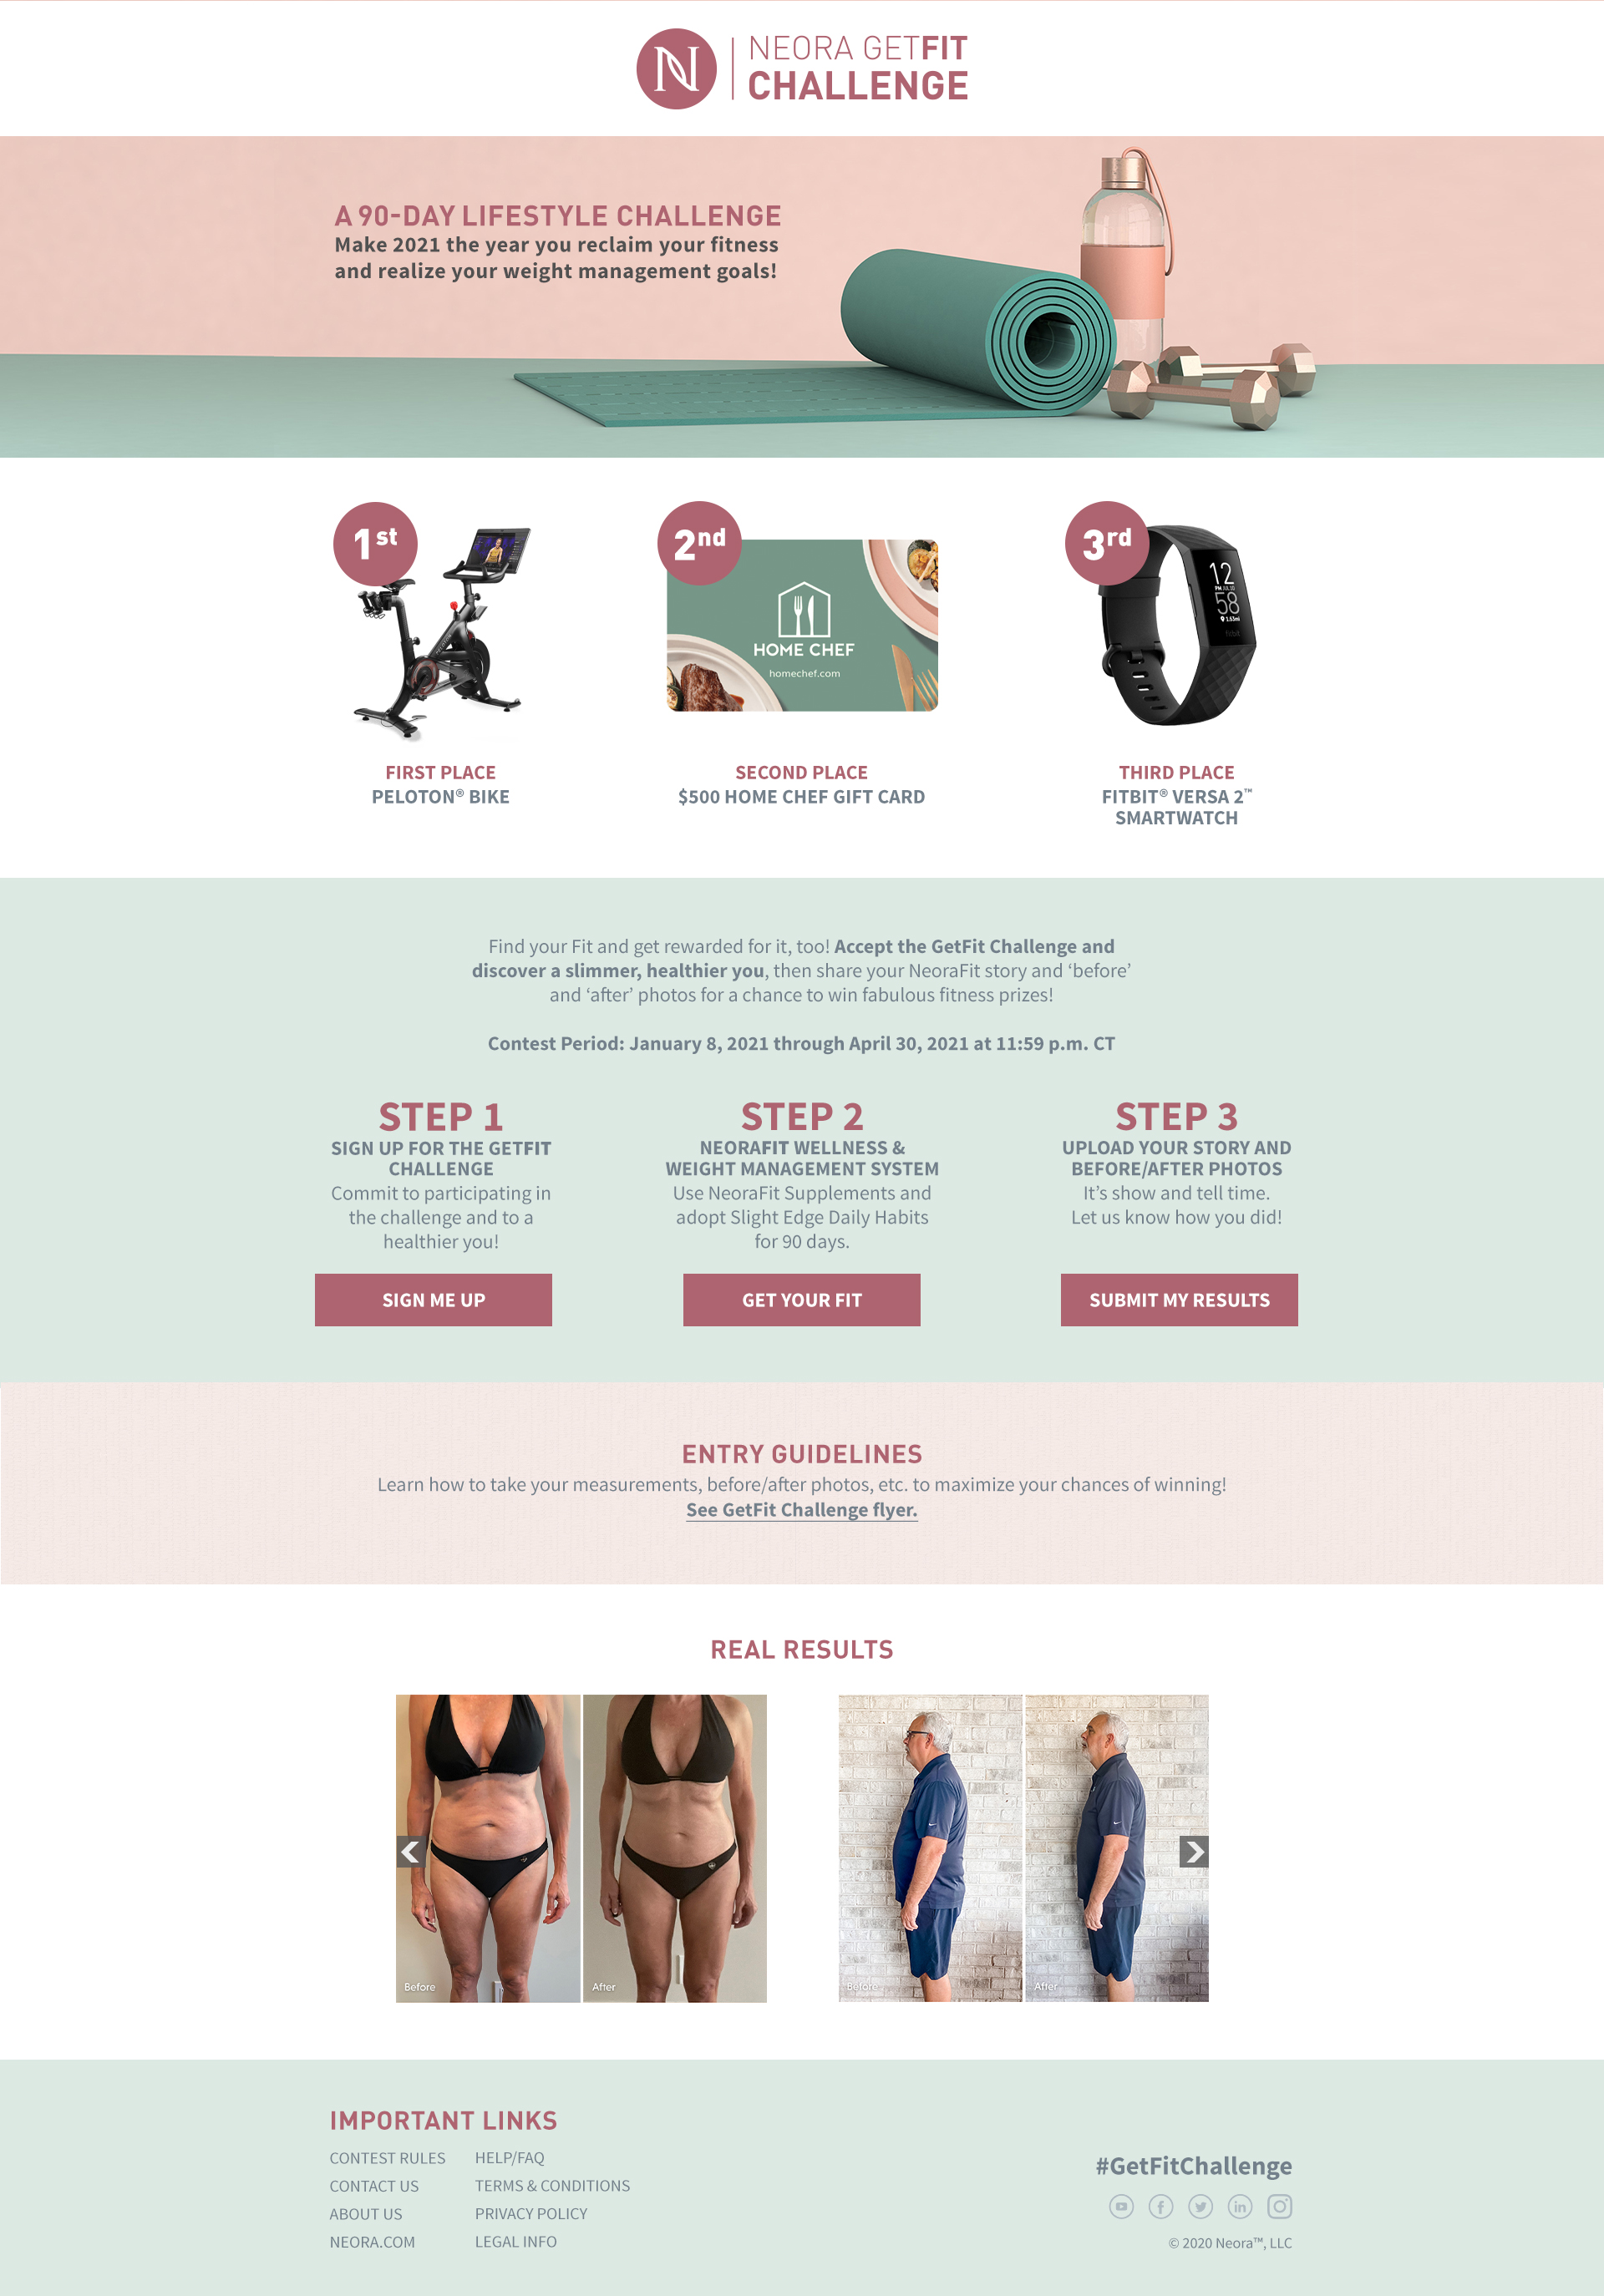 N
NEORA GETFIT
CHALLENGE
A 90-DAY LIFESTYLE CHALLENGE
Make 2021 the year you reclaim your fitness
and realize your weight management goals!
1st
2nd
HOME CHEF
homechef.com
3rd
12
58
1.53mi
fitbit
FIRST PLACE
PELOTON® BIKE
SECOND PLACE
$500 HOME CHEF GIFT CARD
THIRD PLACE
FITBIT® VERSA 2™
SMARTWATCH
Find your Fit and get rewarded for it, too! Accept the GetFit Challenge and
discover a slimmer, healthier you, then share your NeoraFit story and ‘before’
and ‘after’ photos for a chance to win fabulous fitness prizes!
Contest Period: January 8, 2021 through April 30, 2021 at 11:59 p.m. CT
STEP 1
SIGN UP FOR THE GETFIT
CHALLENGE
Commit to participating in
the challenge and to a
healthier you!
SIGN ME UP
STEP 2
NEORAFIT WELLNESS &
WEIGHT MANAGEMENT SYSTEM
Use NeoraFit Supplements and
adopt Slight Edge Daily Habits
for 90 days.
GET YOUR FIT
STEP 3
UPLOAD YOUR STORY AND
BEFORE/AFTER PHOTOS
It’s show and tell time.
Let us know how you did!
SUBMIT MY RESULTS
ENTRY GUIDELINES
Learn how to take your measurements, before/after photos, etc. to maximize your chances of winning!
See GetFit Challenge flyer.
REAL RESULTS
Before
After
Before
After
IMPORTANT LINKS
CONTEST RULES
CONTACT US
ABOUT US
NEORA.COM
HELP/FAQ
TERMS & CONDITIONS
PRIVACY POLICY
LEGAL INFO
#GetFitChallenge
© 2020 Neora™, LLC